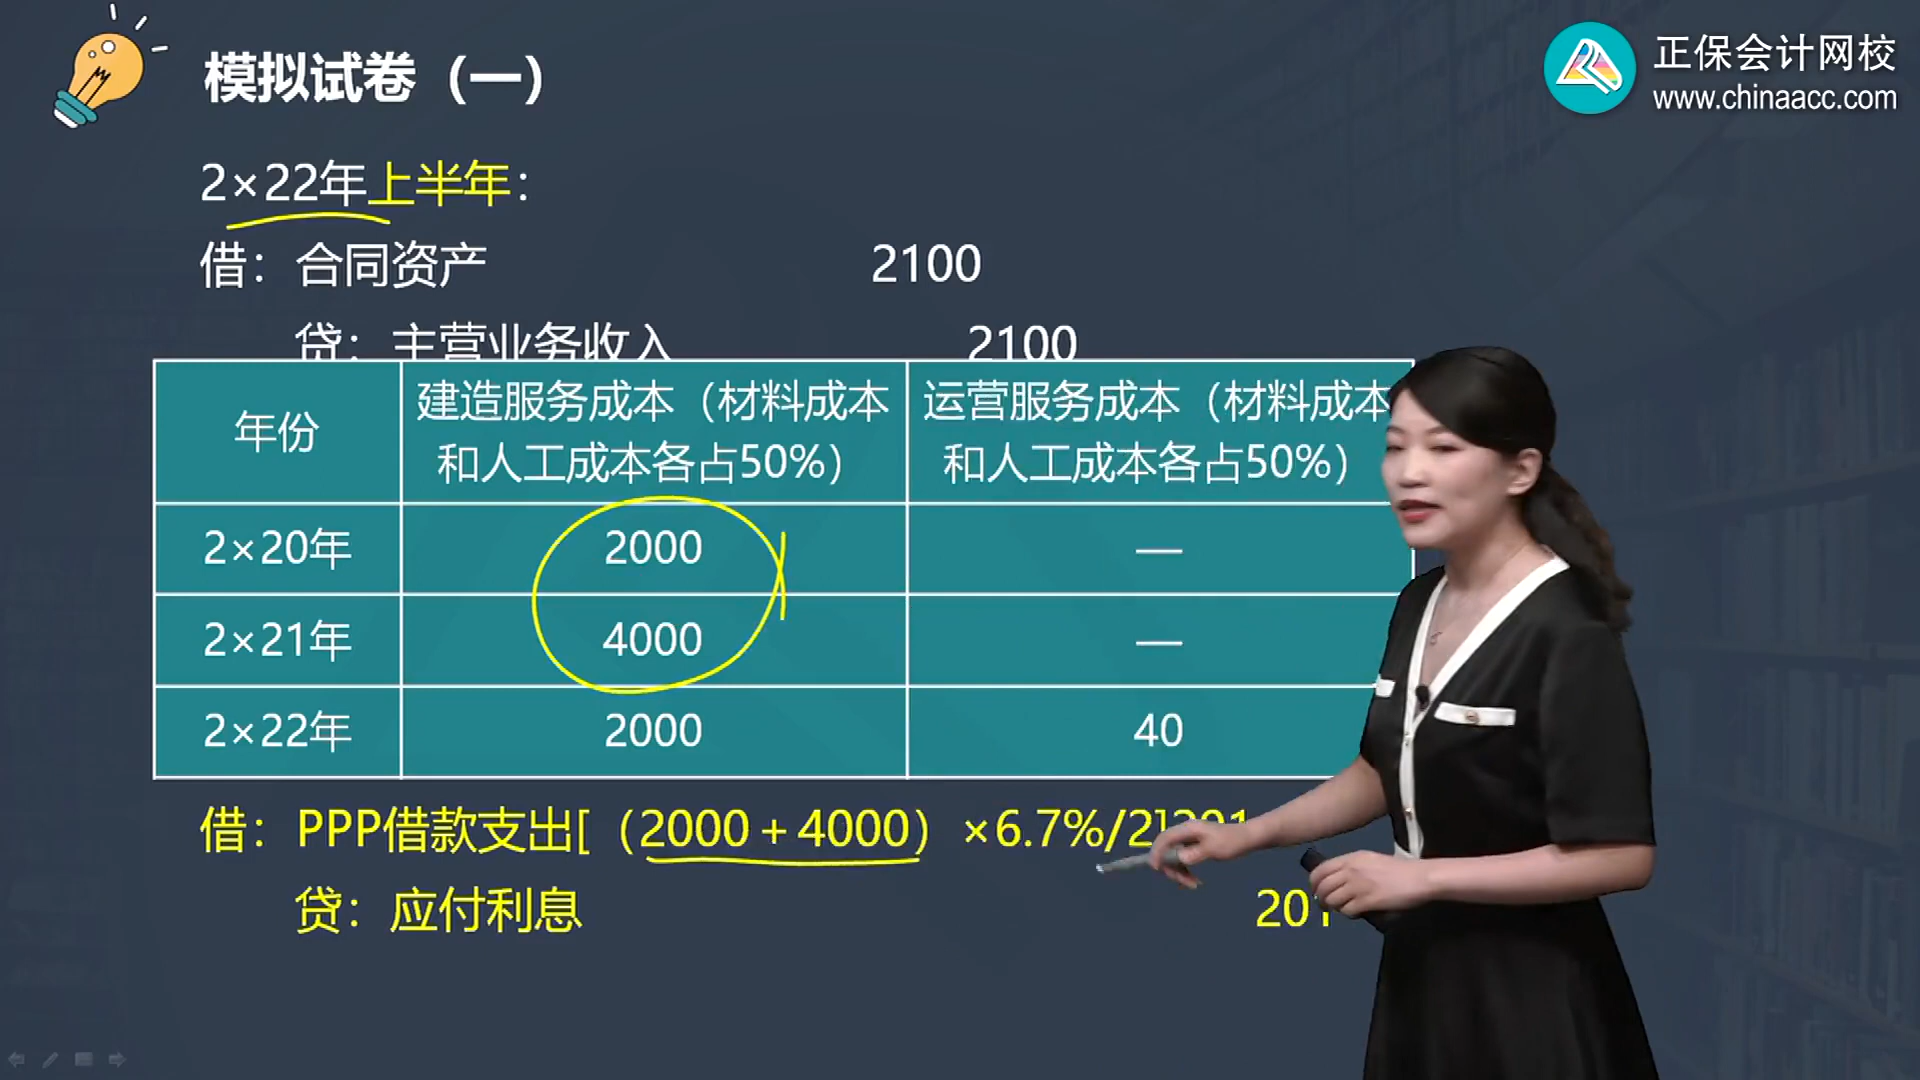 模拟试卷（一）
正保会计网校
www.chinaacc.com
2×22年上半年：
借：合同资产 2100
贷：主营业务收入 2100
年份 建造服务成本（材料成本和人工成本各占50%） 运营服务成本（材料成本和人工成本各占50%）
2×20年 2000 —
2×21年 4000 —
2×22年 2000 40
借：PPP借款支出[（2000＋4000）×6.7%/2]201
贷：应付利息 201